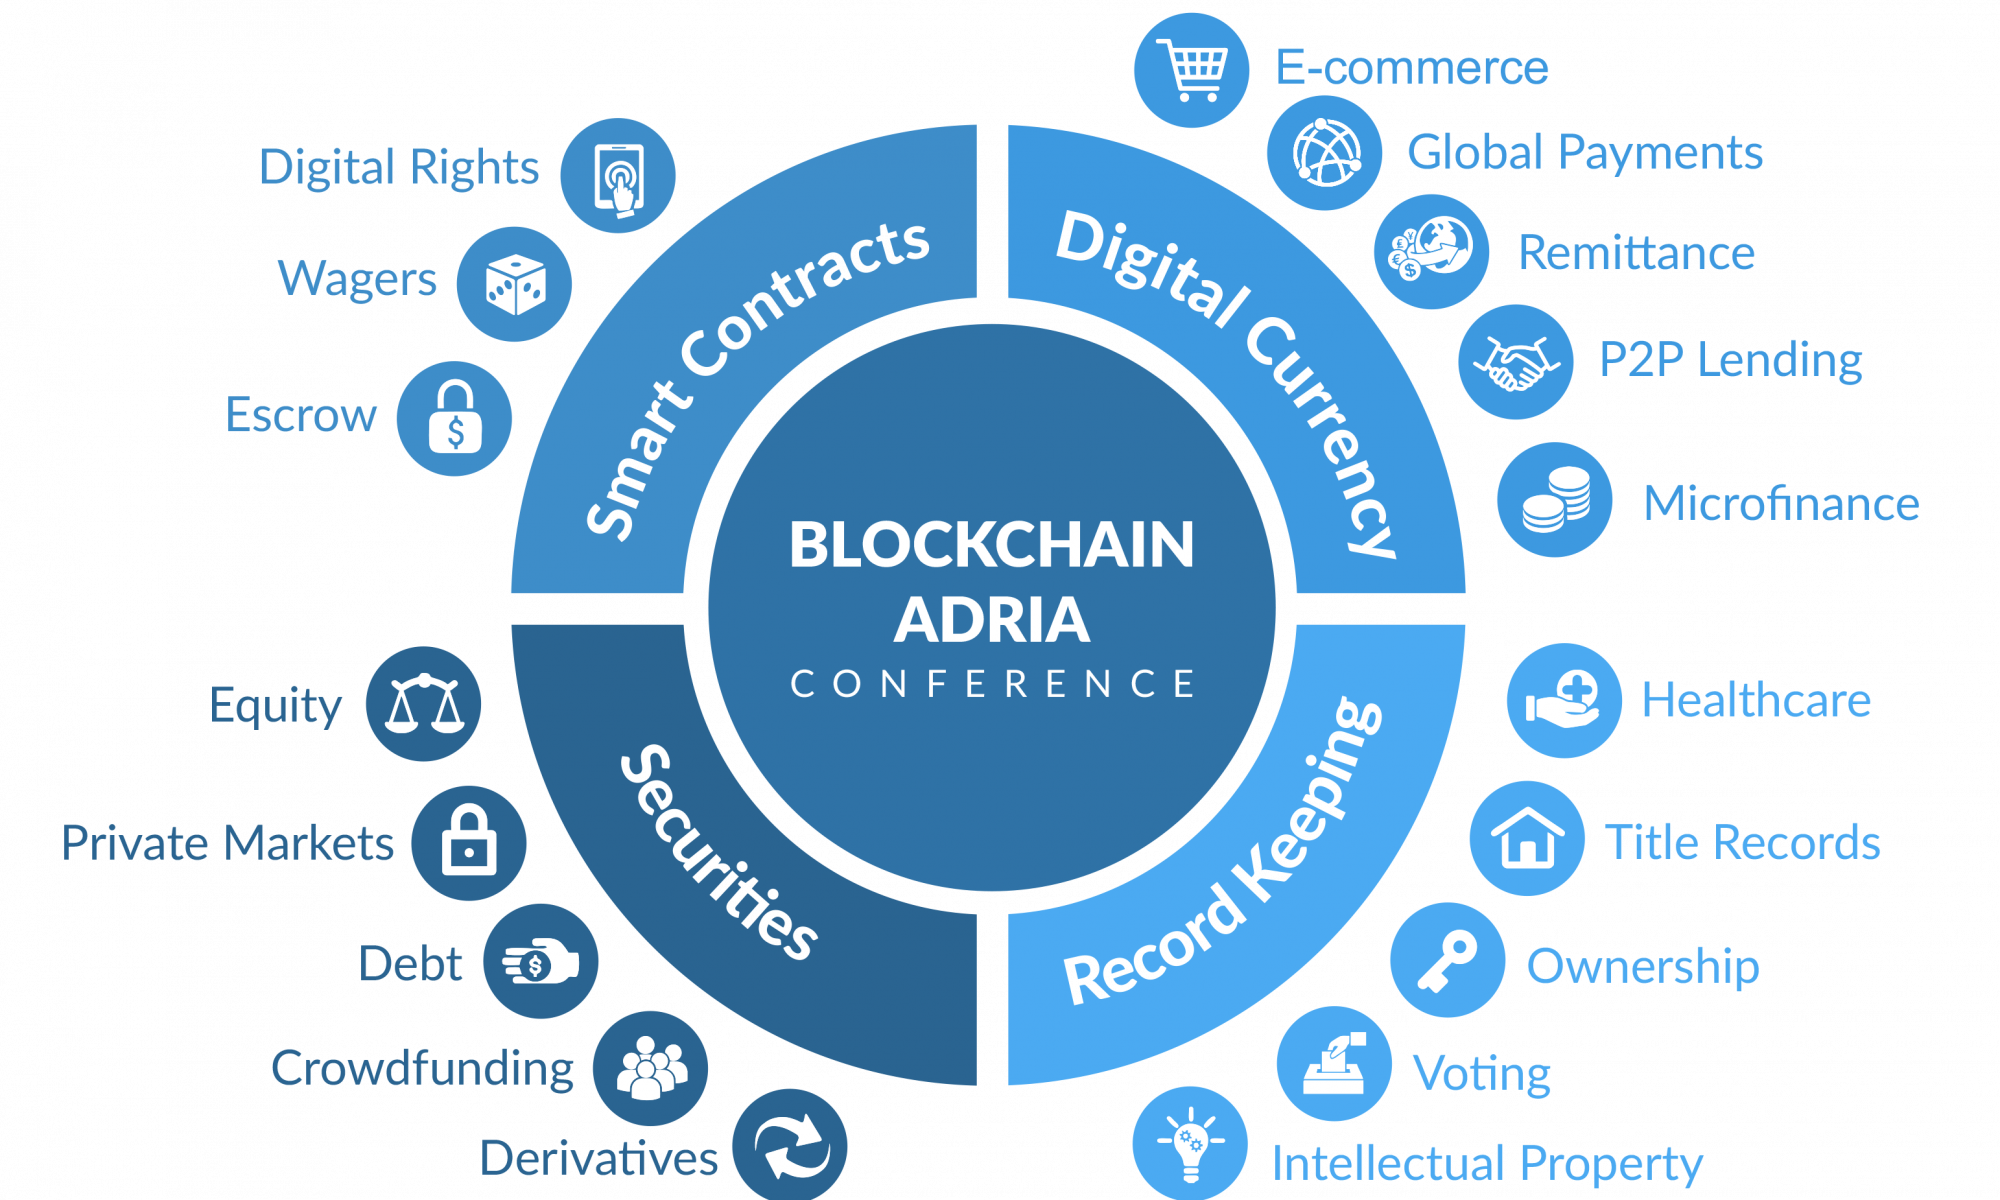 E-commerce
Global Payments
Remittance
P2P Lending
Microfinance
Digital Rights
Wagers
Escrow
Smart Contracts
Digital Currency
BLOCKCHAIN
ADRIA
CONFERENCE
Securities
Record Keeping
Equity
Private Markets
Debt
Crowdfunding
Derivatives
Healthcare
Title Records
Ownership
Voting
Intellectual Property